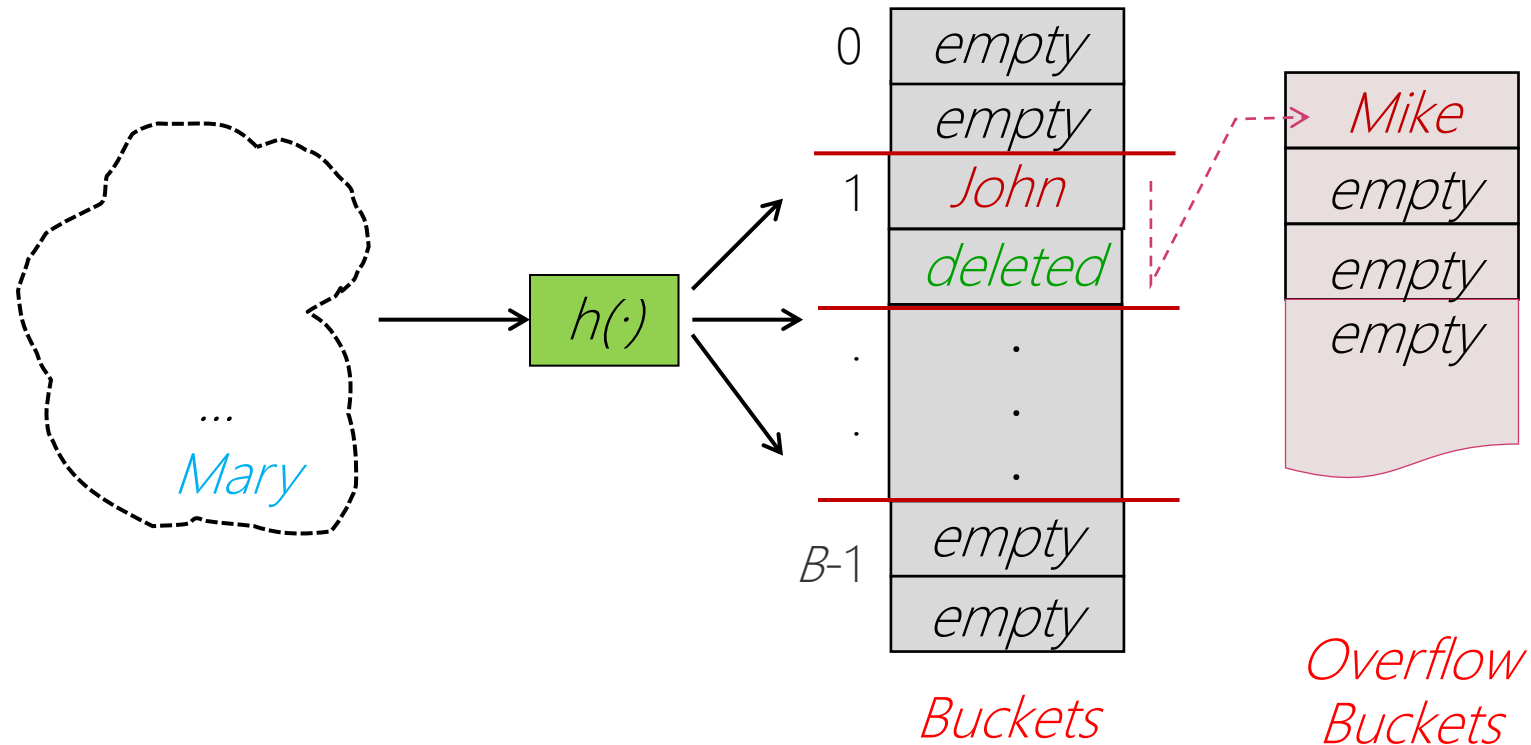 ...
Mary
h(·)
0
empty
empty
1
John
deleted
.
.
.
.
.
B-1
empty
empty
Buckets
Mike
empty
empty
empty
Overflow
Buckets